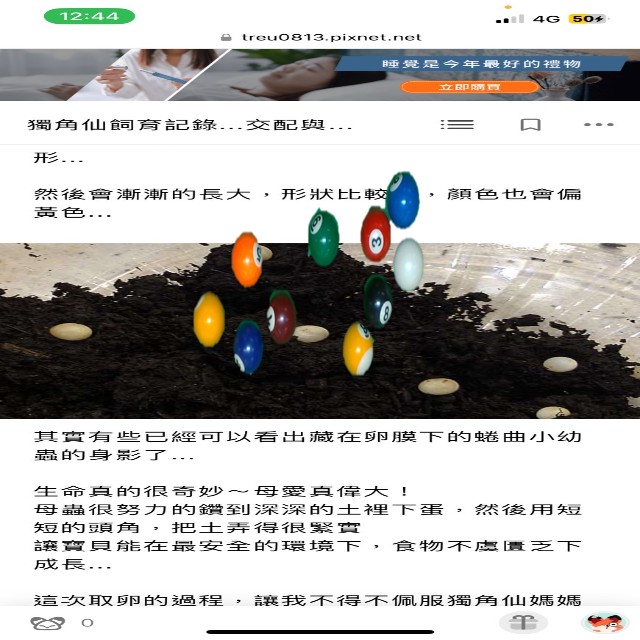 12:44
4G 50
treu0813.pixnet.net
睡覺是今年最好的禮物
立即購買
獨角仙飼育記錄...交配與...
形...
然後會漸漸的長大，形狀比較，顏色也會偏
黃色...
5
6
3
8
其實有些已經可以看出藏在卵膜下的蜷曲小幼
蟲的身影了...
生命真的很奇妙～母愛真偉大！
母蟲很努力的鑽到深深的土裡下蛋，然後用短
短的頭角，把土弄得很緊實
讓寶貝能在最安全的環境下，食物不虞匱乏下
成長...
這次取卵的過程，讓我不得不佩服獨角仙媽媽
0